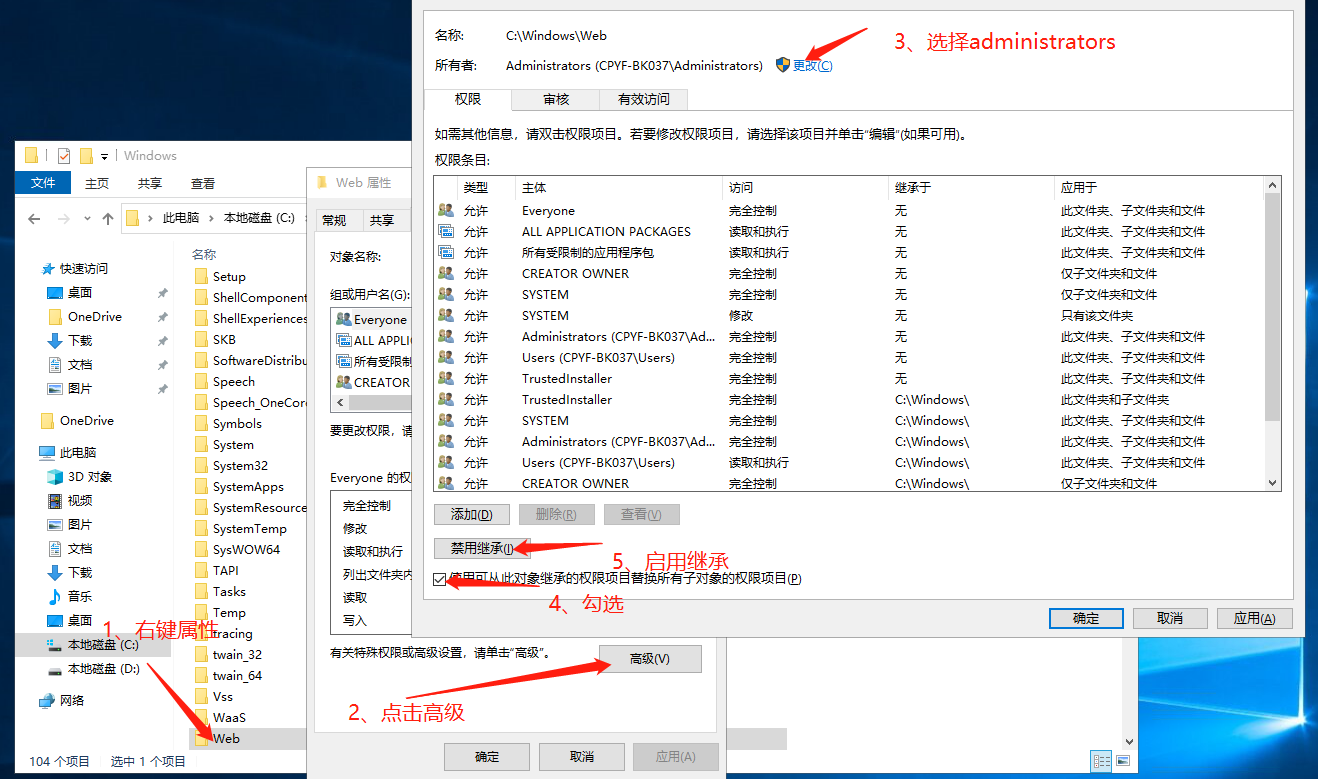 名称: C:\Windows\Web
3、选择administrators
所有者: Administrators (CPYF-BK037\Administrators) 更改(C)
权限 审核 有效访问
如需其他信息，请双击权限项目。若要修改权限项目，请选择该项目并单击“编辑”(如果可用)。
权限条目:
类型 主体 访问 继承于 应用于
允许 Everyone 完全控制 无 此文件夹、子文件夹和文件
允许 ALL APPLICATION PACKAGES 读取和执行 无 此文件夹、子文件夹和文件
允许 所有受限制的应用程序包 读取和执行 无 此文件夹、子文件夹和文件
允许 CREATOR OWNER 完全控制 无 仅子文件夹和文件
允许 SYSTEM 完全控制 无 仅子文件夹和文件
允许 SYSTEM 修改 无 只有该文件夹
允许 Administrators (CPYF-BK037\Ad... 完全控制 无 此文件夹、子文件夹和文件
允许 Users (CPYF-BK037\Users) 完全控制 无 此文件夹、子文件夹和文件
允许 TrustedInstaller 完全控制 无 此文件夹、子文件夹和文件
允许 TrustedInstaller 完全控制 C:\Windows\ 此文件夹和子文件夹
允许 SYSTEM 完全控制 C:\Windows\ 此文件夹、子文件夹和文件
允许 Administrators (CPYF-BK037\Ad... 完全控制 C:\Windows\ 此文件夹、子文件夹和文件
允许 Users (CPYF-BK037\Users) 读取和执行 C:\Windows\ 此文件夹、子文件夹和文件
允许 CREATOR OWNER 完全控制 C:\Windows\ 仅子文件夹和文件
添加(D) 删除(R) 查看(V)
禁用继承(I)
5、启用继承
使用可从此对象继承的权限项目替换所有子对象的权限项目(P)
4、勾选
确定 取消 应用(A)
Windows
文件 主页 共享 查看
此电脑 本地磁盘 (C:)
快速访问
桌面
OneDrive
下载
文档
图片
OneDrive
此电脑
3D 对象
视频
图片
文档
下载
音乐
桌面
1、右键属性
本地磁盘 (C:)
本地磁盘 (D:)
网络
名称
Setup
ShellComponent
ShellExperiences
SKB
SoftwareDistribu
Speech
Speech_OneCor
Symbols
System
System32
SystemApps
SystemResource
SystemTemp
SysWOW64
TAPI
Tasks
Temp
tracing
twain_32
twain_64
Vss
WaaS
Web
104 个项目 选中 1 个项目
Web 属性
常规 共享
对象名称:
组或用户名(G):
Everyone
ALL APPLI
所有受限制
CREATOR
要更改权限，请
Everyone 的权
完全控制
修改
读取和执行
列出文件夹内
读取
写入
有关特殊权限或高级设置，请单击“高级”。
高级(V)
2、点击高级
确定 取消 应用(A)